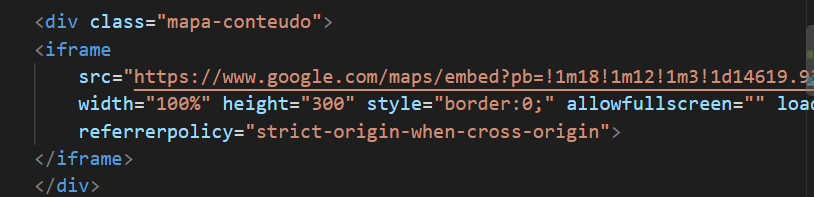 <div class="mapa-conteudo">
<iframe
src="https://www.google.com/maps/embed?pb=!1m18!1m12!1m3!1d14619.9
width="100%" height="300" style="border:0;" allowfullscreen="" loa
referrerpolicy="strict-origin-when-cross-origin">
</iframe>
</div>